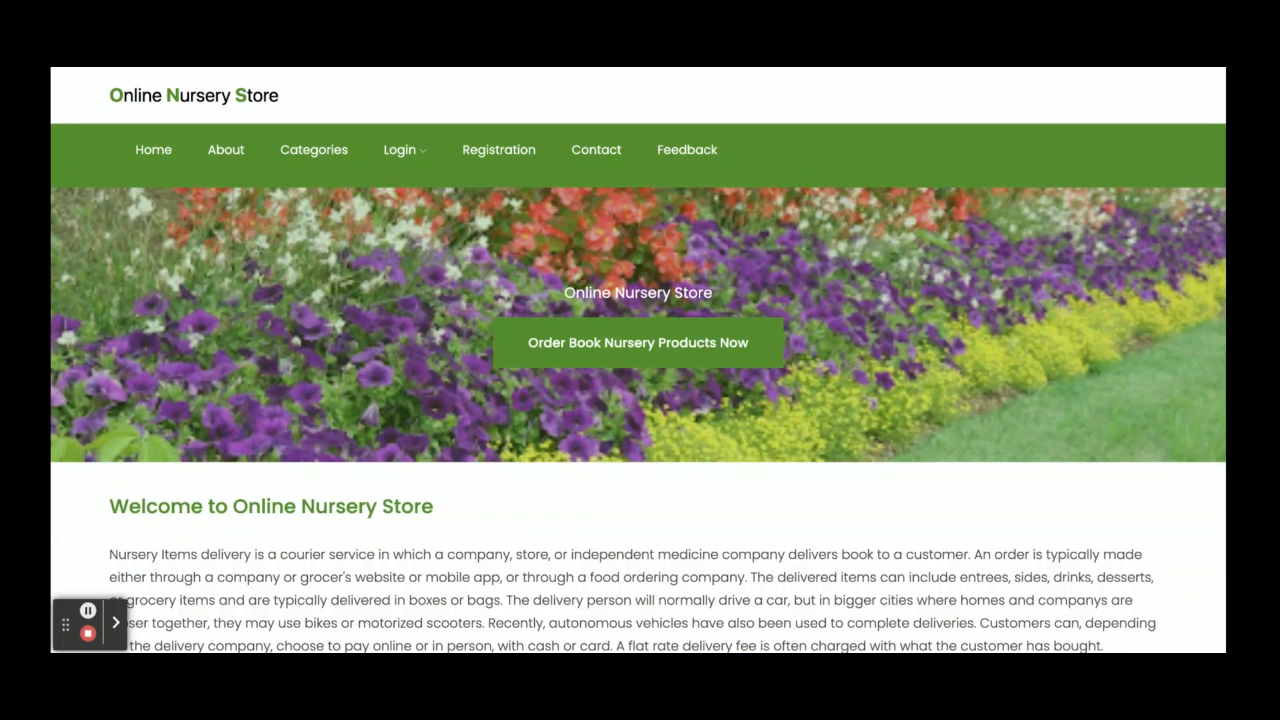 Online Nursery Store
Home About Categories Login Registration Contact Feedback
Online Nursery Store
Order Book Nursery Products Now
Welcome to Online Nursery Store
Nursery Items delivery is a courier service in which a company, store, or independent medicine company delivers book to a customer. An order is typically made
either through a company or grocer's website or mobile app, or through a food ordering company. The delivered items can include entrees, sides, drinks, desserts,
grocery items and are typically delivered in boxes or bags. The delivery person will normally drive a car, but in bigger cities where homes and companys are
together, they may use bikes or motorized scooters. Recently, autonomous vehicles have also been used to complete deliveries. Customers can, depending
the delivery company, choose to pay online or in person, with cash or card. A flat rate delivery fee is often charged with what the customer has bought.